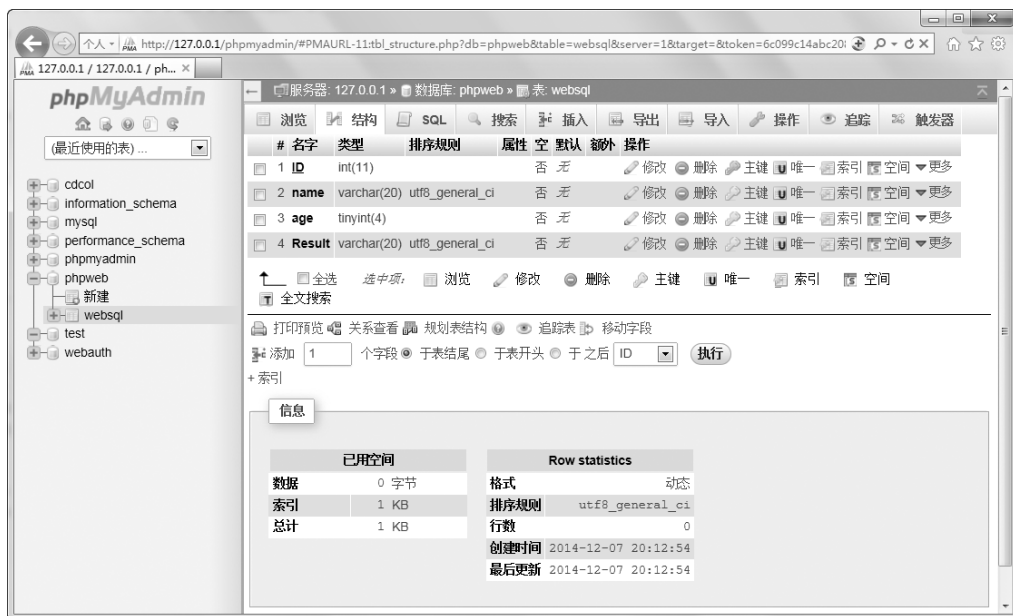 个人 http://127.0.0.1/phpmyadmin/#PMAURL-11:tbl_structure.php?db=phpweb&table=websql&server=1&target=&token=6c099c14abc20
127.0.0.1 / 127.0.0.1 / ph... ×
phpMyAdmin
(最近使用的表) ...
cdcol
information_schema
mysql
performance_schema
phpmyadmin
phpweb
新建
websql
test
webauth
服务器: 127.0.0.1 » 数据库: phpweb » 表: websql
浏览 结构 SQL 搜索 插入 导出 导入 操作 追踪 触发器
# 名字 类型 排序规则 属性 空 默认 额外 操作
1 ID int(11) 否 无 修改 删除 主键 唯一 索引 空间 更多
2 name varchar(20) utf8_general_ci 否 无 修改 删除 主键 唯一 索引 空间 更多
3 age tinyint(4) 否 无 修改 删除 主键 唯一 索引 空间 更多
4 Result varchar(20) utf8_general_ci 否 无 修改 删除 主键 唯一 索引 空间 更多
全选 选中项: 浏览 修改 删除 主键 唯一 索引 空间
全文搜索
打印预览 关系查看 规划表结构 追踪表 移动字段
添加 1 个字段 于表结尾 于表开头 于之后 ID 执行
+ 索引
信息
已用空间
数据 0 字节
索引 1 KB
总计 1 KB
Row statistics
格式 动态
排序规则 utf8_general_ci
行数 0
创建时间 2014-12-07 20:12:54
最后更新 2014-12-07 20:12:54